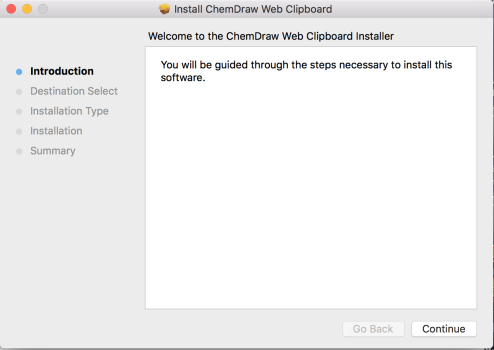 Install ChemDraw Web Clipboard
Welcome to the ChemDraw Web Clipboard Installer
Introduction
Destination Select
Installation Type
Installation
Summary
You will be guided through the steps necessary to install this
software.
Go Back
Continue